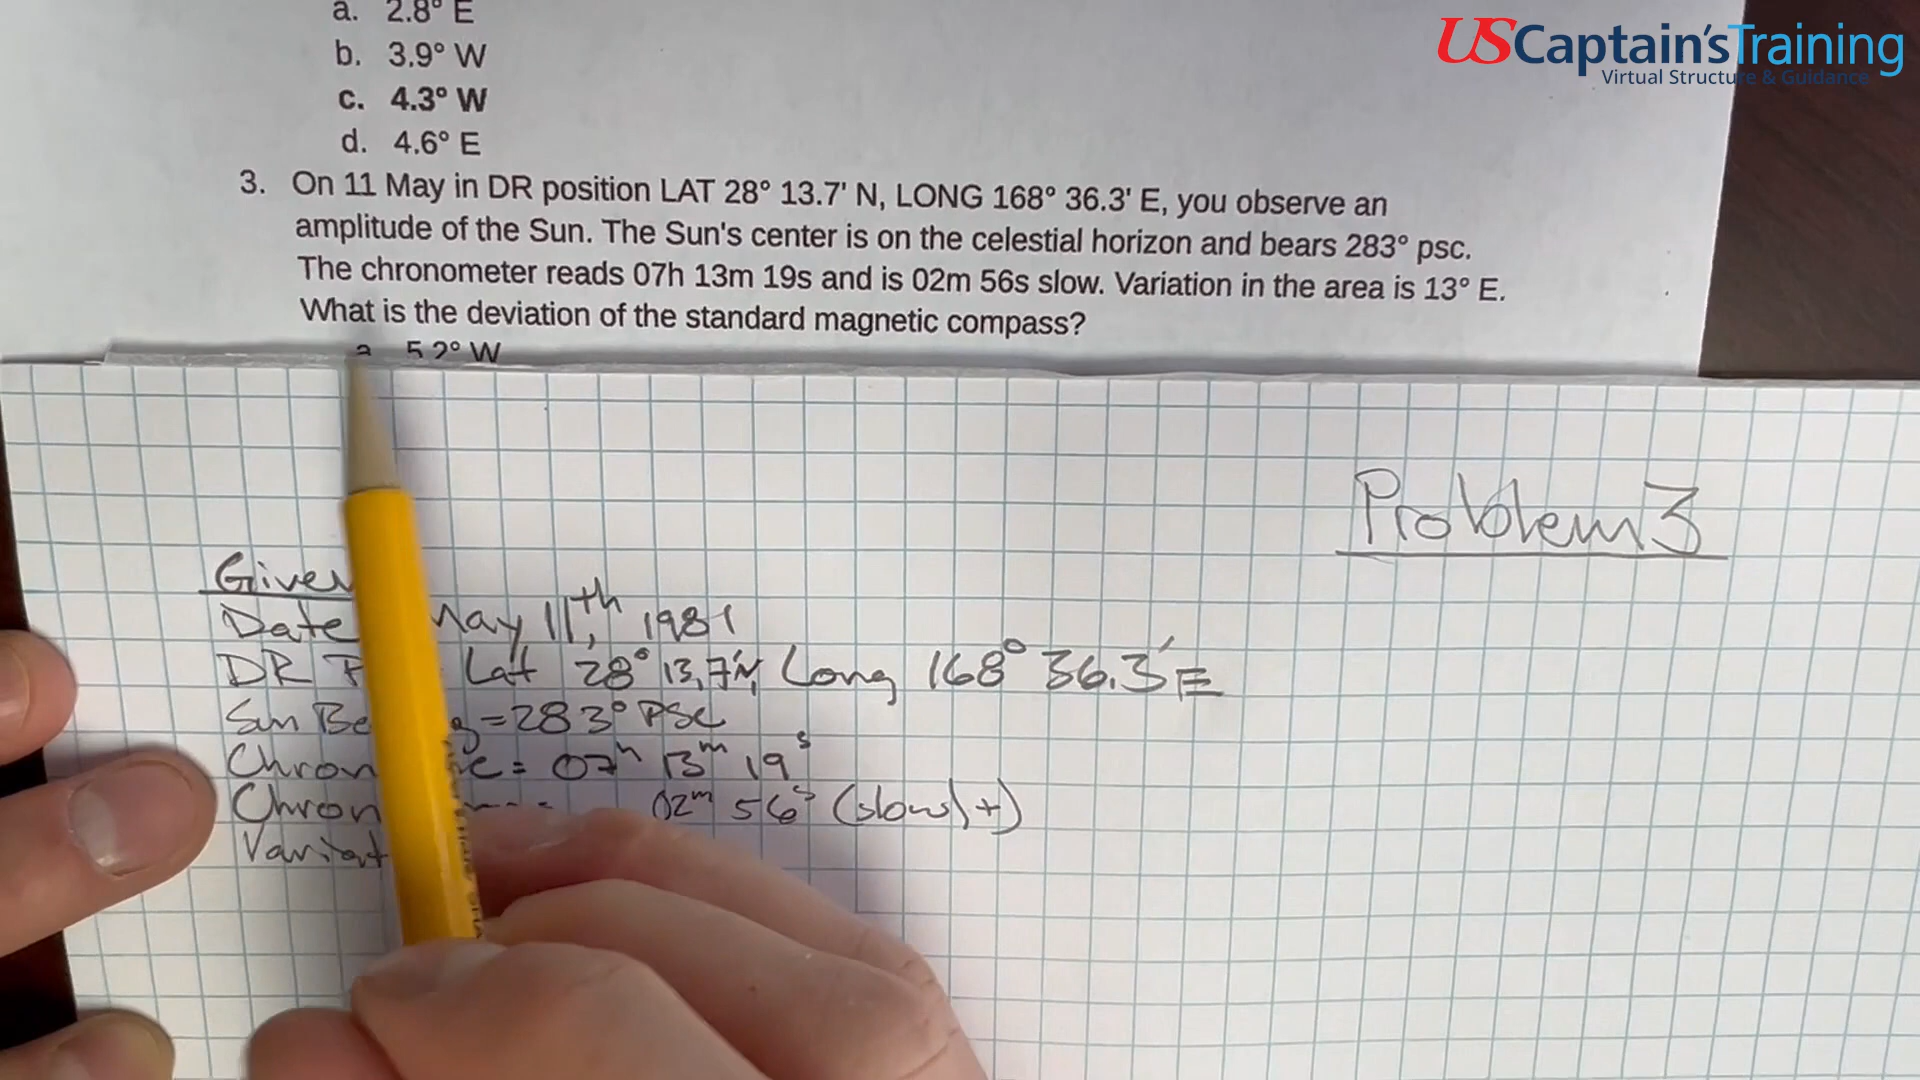 a. 2.8° E
USCaptain'sTraining
Virtual Structure & Guidance
b. 3.9° W
c. 4.3° W
d. 4.6° E
3. On 11 May in DR position LAT 28° 13.7' N, LONG 168° 36.3' E, you observe an
amplitude of the Sun. The Sun's center is on the celestial horizon and bears 283° psc.
The chronometer reads 07h 13m 19s and is 02m 56s slow. Variation in the area is 13° E.
What is the deviation of the standard magnetic compass?
a 5.2° W
Problem 3
Given
Date May 11th, 1981
DR Lat 28° 13.7'N, Long 168° 36.3' E
Sun Be g = 283° PSC
Chron = 07h 13m 19s
Chron 02m 56s (slow/+)
Variat